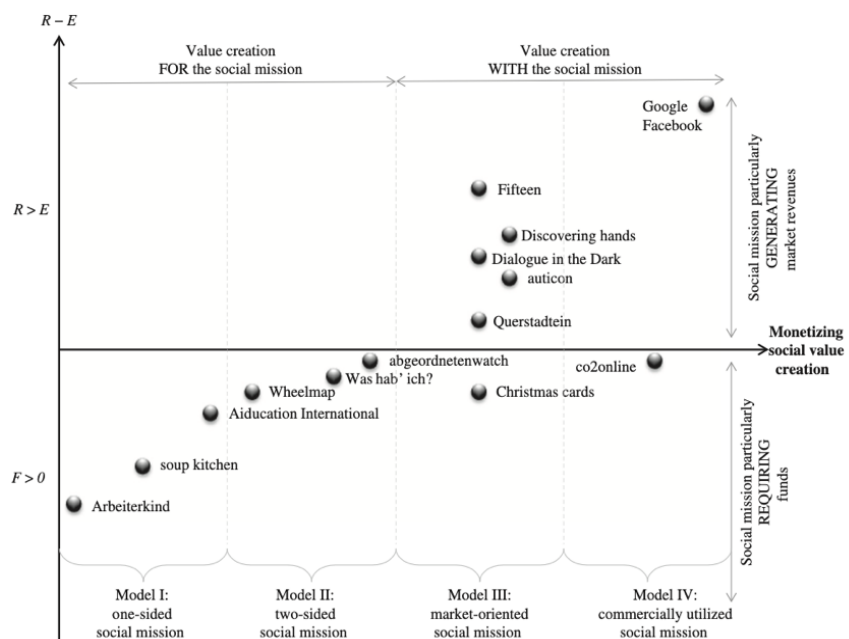 R – E
Value creation
FOR the social mission
Value creation
WITH the social mission
Google
Facebook
Fifteen
R > E
Discovering hands
Dialogue in the Dark
auticon
Querstadtein
Social mission particularly
GENERATING
market revenues
Monetizing
social value
creation
abgeordnetenwatch
co2online
Was hab’ ich?
Wheelmap
Christmas cards
Aiducation International
soup kitchen
F > 0
Arbeiterkind
Social mission particularly
REQUIRING
funds
Model I:
one-sided
social mission
Model II:
two-sided
social mission
Model III:
market-oriented
social mission
Model IV:
commercially utilized
social mission